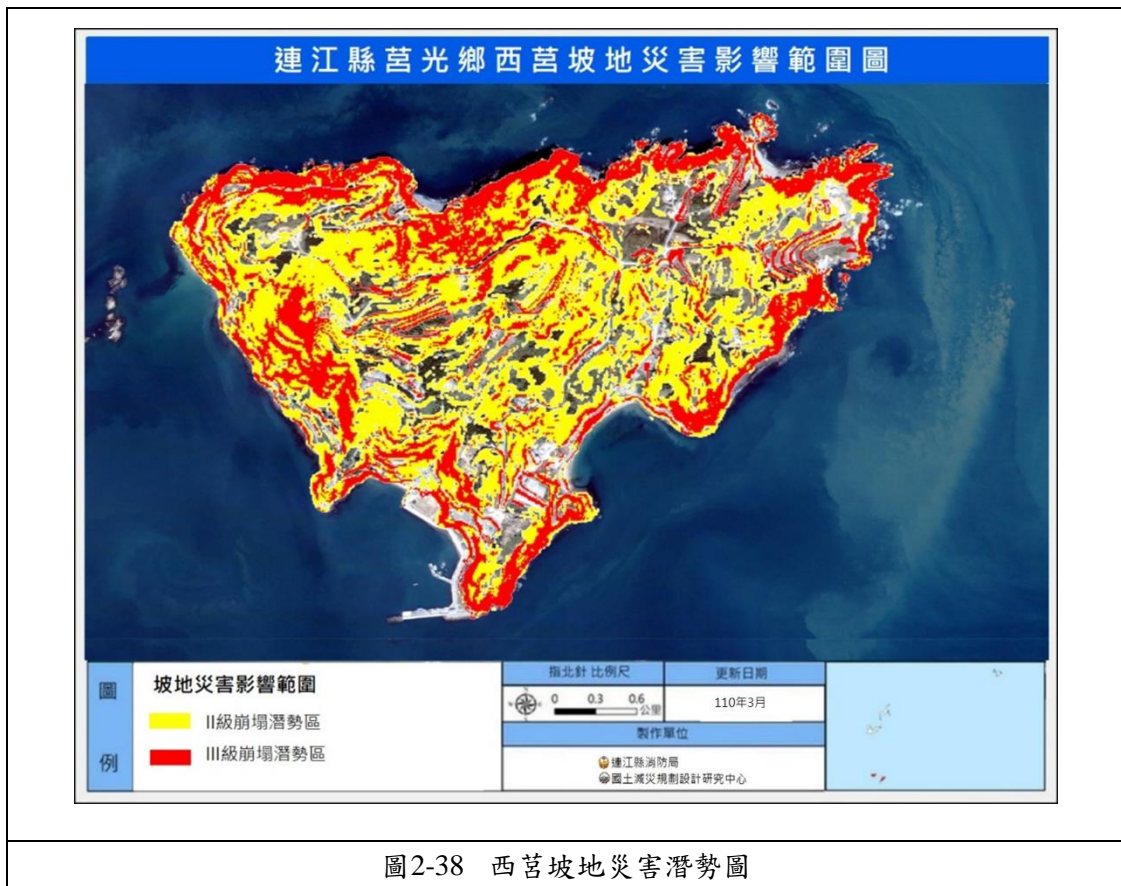 連江縣莒光鄉西莒坡地災害影響範圍圖
圖例
坡地災害影響範圍
II級崩塌潛勢區
III級崩塌潛勢區
指北針 比例尺
0 0.3 0.6
公里
更新日期
110年3月
製作單位
連江縣消防局
國土減災規劃設計研究中心
圖2-38 西莒坡地災害潛勢圖